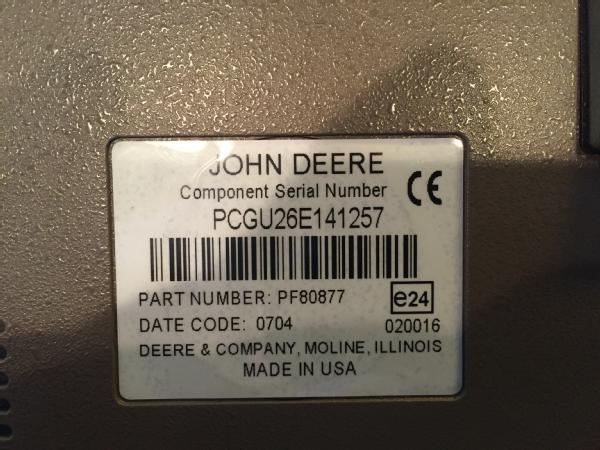 JOHN DEERE
Component Serial Number
CE
PCGU26E141257
PART NUMBER: PF80877
e24
DATE CODE: 0704
020016
DEERE & COMPANY, MOLINE, ILLINOIS
MADE IN USA